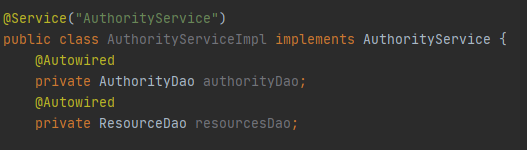 @Service("AuthorityService")
public class AuthorityServiceImpl implements AuthorityService {
@Autowired
private AuthorityDao authorityDao;
@Autowired
private ResourceDao resourcesDao;